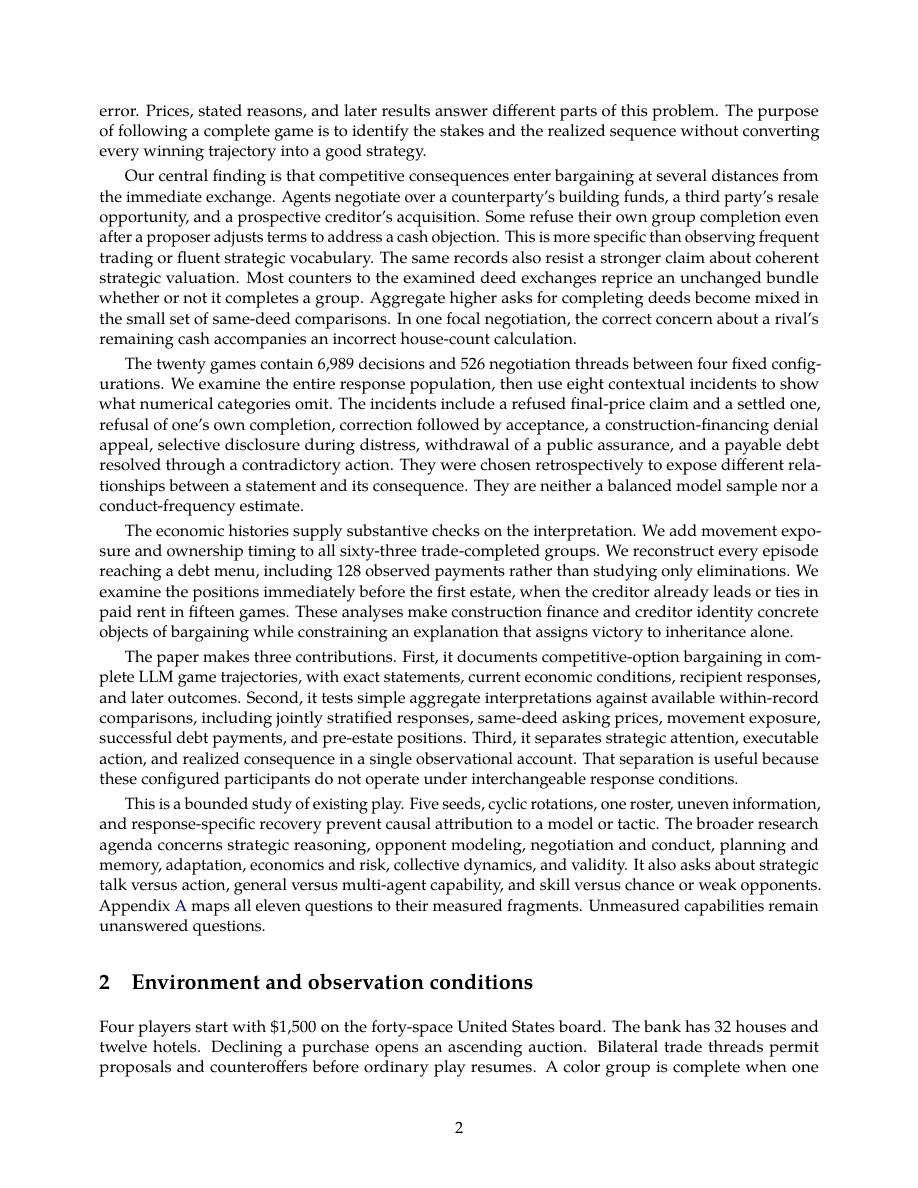 error. Prices, stated reasons, and later results answer different parts of this problem. The purpose
of following a complete game is to identify the stakes and the realized sequence without converting
every winning trajectory into a good strategy.
Our central finding is that competitive consequences enter bargaining at several distances from
the immediate exchange. Agents negotiate over a counterparty’s building funds, a third party’s resale
opportunity, and a prospective creditor’s acquisition. Some refuse their own group completion even
after a proposer adjusts terms to address a cash objection. This is more specific than observing frequent
trading or fluent strategic vocabulary. The same records also resist a stronger claim about coherent
strategic valuation. Most counters to the examined deed exchanges reprice an unchanged bundle
whether or not it completes a group. Aggregate higher asks for completing deeds become mixed in
the small set of same-deed comparisons. In one focal negotiation, the correct concern about a rival’s
remaining cash accompanies an incorrect house-count calculation.
The twenty games contain 6,989 decisions and 526 negotiation threads between four fixed config-
urations. We examine the entire response population, then use eight contextual incidents to show
what numerical categories omit. The incidents include a refused final-price claim and a settled one,
refusal of one’s own completion, correction followed by acceptance, a construction-financing denial
appeal, selective disclosure during distress, withdrawal of a public assurance, and a payable debt
resolved through a contradictory action. They were chosen retrospectively to expose different rela-
tionships between a statement and its consequence. They are neither a balanced model sample nor a
conduct-frequency estimate.
The economic histories supply substantive checks on the interpretation. We add movement expo-
sure and ownership timing to all sixty-three trade-completed groups. We reconstruct every episode
reaching a debt menu, including 128 observed payments rather than studying only eliminations. We
examine the positions immediately before the first estate, when the creditor already leads or ties in
paid rent in fifteen games. These analyses make construction finance and creditor identity concrete
objects of bargaining while constraining an explanation that assigns victory to inheritance alone.
The paper makes three contributions. First, it documents competitive-option bargaining in com-
plete LLM game trajectories, with exact statements, current economic conditions, recipient responses,
and later outcomes. Second, it tests simple aggregate interpretations against available within-record
comparisons, including jointly stratified responses, same-deed asking prices, movement exposure,
successful debt payments, and pre-estate positions. Third, it separates strategic attention, executable
action, and realized consequence in a single observational account. That separation is useful because
these configured participants do not operate under interchangeable response conditions.
This is a bounded study of existing play. Five seeds, cyclic rotations, one roster, uneven information,
and response-specific recovery prevent causal attribution to a model or tactic. The broader research
agenda concerns strategic reasoning, opponent modeling, negotiation and conduct, planning and
memory, adaptation, economics and risk, collective dynamics, and validity. It also asks about strategic
talk versus action, general versus multi-agent capability, and skill versus chance or weak opponents.
Appendix A maps all eleven questions to their measured fragments. Unmeasured capabilities remain
unanswered questions.
2 Environment and observation conditions
Four players start with $1,500 on the forty-space United States board. The bank has 32 houses and
twelve hotels. Declining a purchase opens an ascending auction. Bilateral trade threads permit
proposals and counteroffers before ordinary play resumes. A color group is complete when one
2